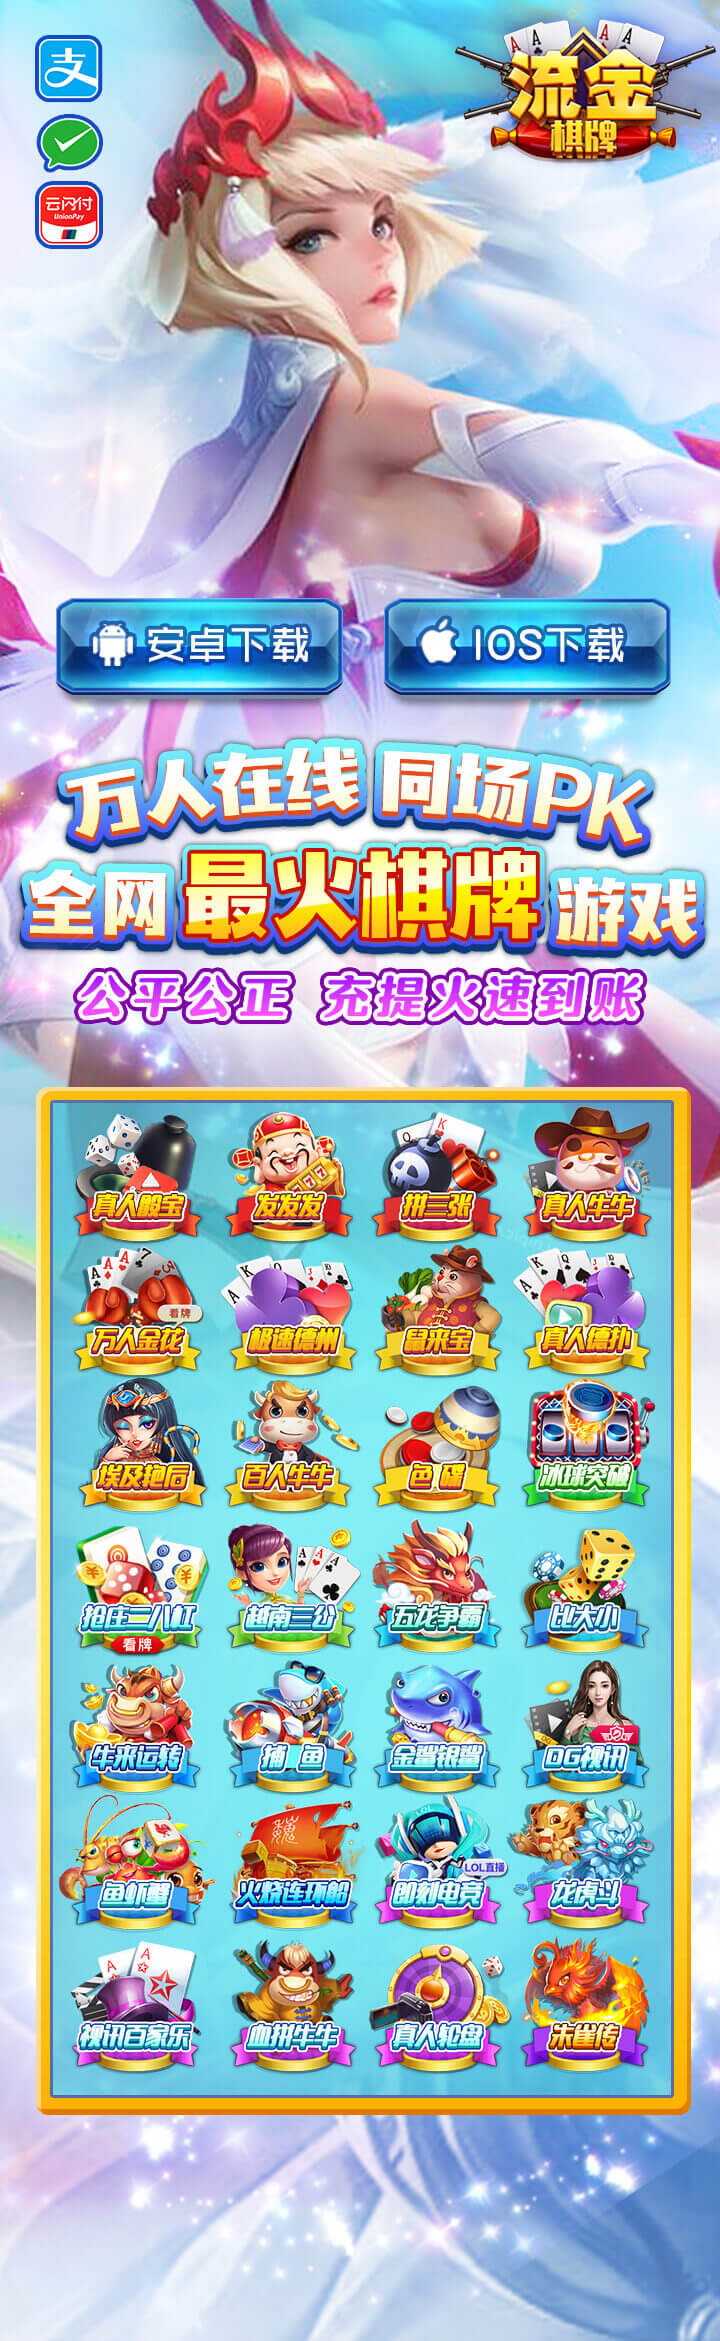 支
云闪付
UnionPay
流金
棋牌
安卓下载
IOS下载
万人在线 同场PK
全网 最火棋牌 游戏
公平公正 充提火速到账
真人骰宝
发发发
拼三张
真人牛牛
看牌
万人金花
极速德州
鼠来宝
真人德扑
埃及艳后
百人牛牛
色碟
冰球突破
抢庄二八杠
看牌
越南三公
五龙争霸
比大小
牛来运转
捕鱼
金鲨银鲨
OG视讯
鱼虾蟹
火烧连环船
LOL直播
即刻电竞
龙虎斗
视讯百家乐
血拼牛牛
真人轮盘
朱雀传